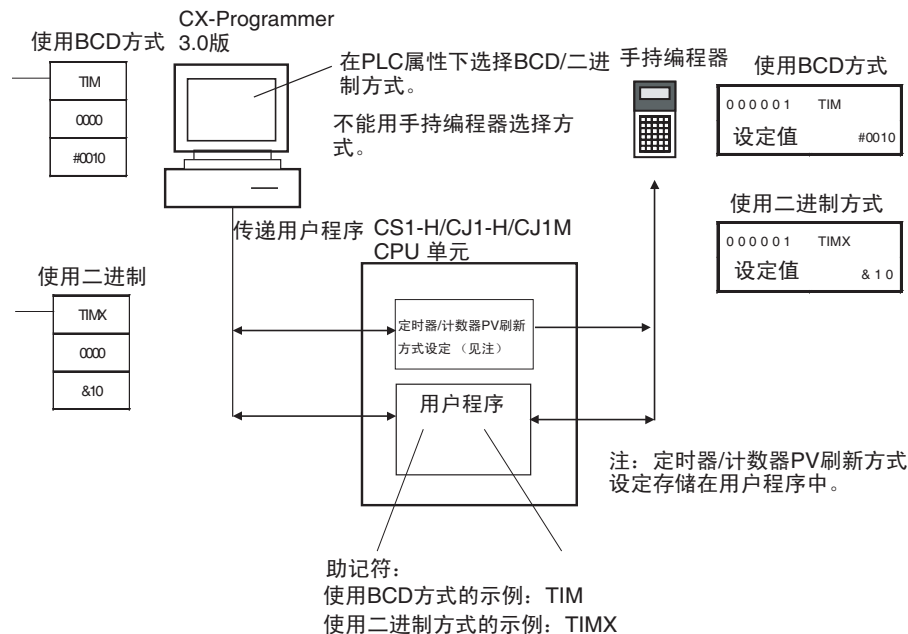 CX-Programmer
3.0版
使用BCD方式
TIM
0000
#0010
在PLC属性下选择BCD/二进
制方式。
不能用手持编程器选择方
式。
手持编程器
使用BCD方式
000001 TIM
设定值 #0010
使用二进制方式
000001 TIMX
设定值 &10
传递用户程序
CS1-H/CJ1-H/CJ1M
CPU 单元
使用二进制
TIMX
0000
&10
定时器/计数器PV刷新
方式设定 （见注）
用户程序
注：定时器/计数器PV刷新方式
设定存储在用户程序中。
助记符：
使用BCD方式的示例：TIM
使用二进制方式的示例：TIMX